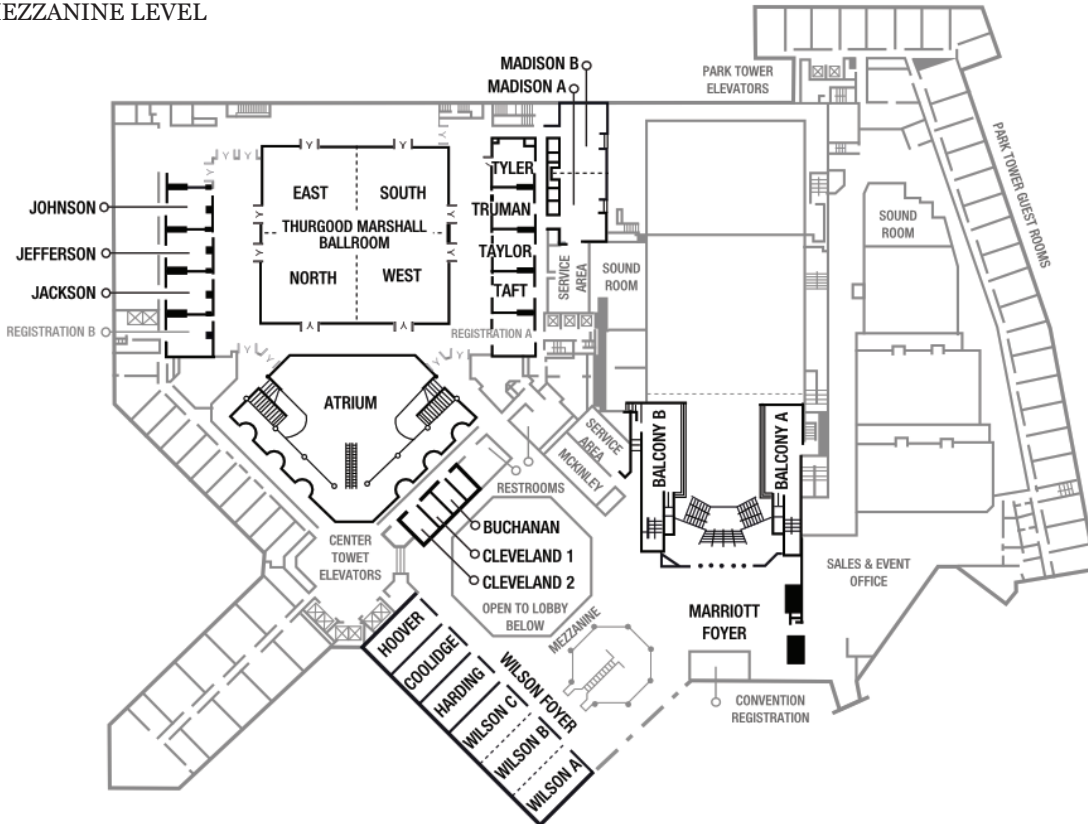 MEZZANINE LEVEL
MADISON B
MADISON A
PARK TOWER
ELEVATORS
PARK TOWER GUEST ROOMS
TYLER
EAST
SOUTH
JOHNSON
TRUMAN
SOUND
ROOM
THURGOOD MARSHALL
BALLROOM
JEFFERSON
TAYLOR
NORTH
WEST
SERVICE
AREA
SOUND
ROOM
JACKSON
TAFT
REGISTRATION B
REGISTRATION A
ATRIUM
SERVICE
AREA
MCKINLEY
BALCONY B
BALCONY A
RESTROOMS
BUCHANAN
CENTER
TOWET
ELEVATORS
CLEVELAND 1
CLEVELAND 2
SALES & EVENT
OFFICE
OPEN TO LOBBY
BELOW
MEZZANINE
MARRIOTT
FOYER
HOOVER
COOLIDGE
HARDING
WILSON FOYER
WILSON C
WILSON B
WILSON A
CONVENTION
REGISTRATION